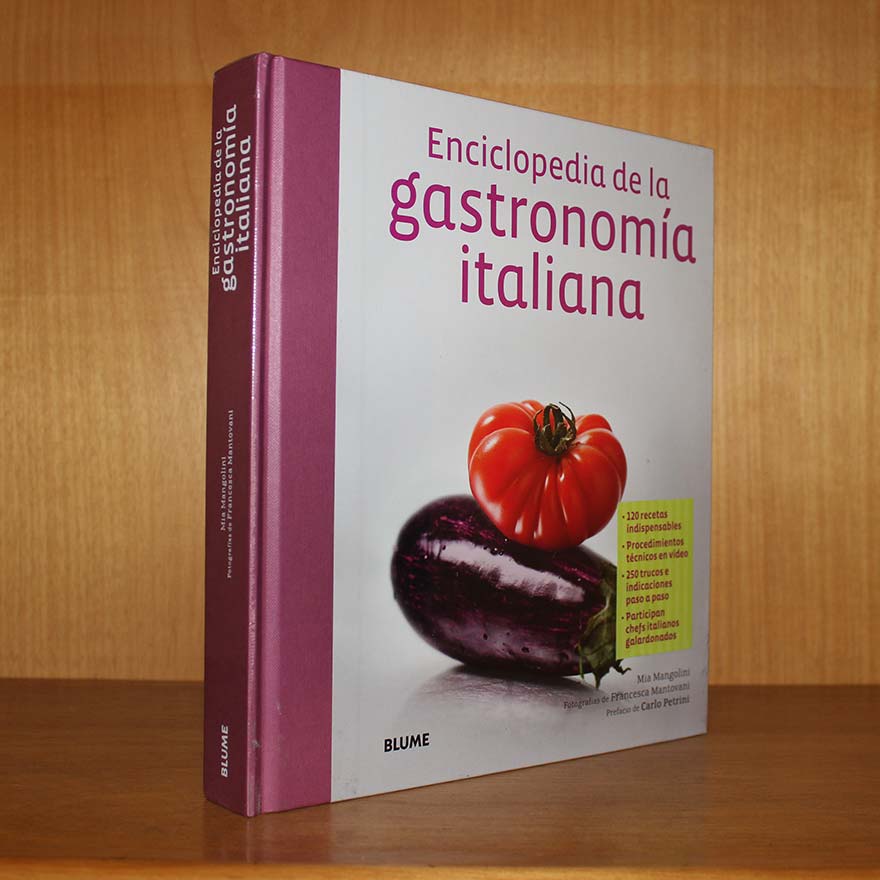 Enciclopedia de la
gastronomía
italiana
Mia Mangolini
Fotografías de Francesca Mantovani
BLUME
Enciclopedia de la
gastronomía
italiana
• 120 recetas
indispensables
• Procedimientos
técnicos en vídeo
• 250 trucos e
indicaciones
paso a paso
• Participan
chefs italianos
galardonados
Mia Mangolini
Fotografías de Francesca Mantovani
Prefacio de Carlo Petrini
BLUME